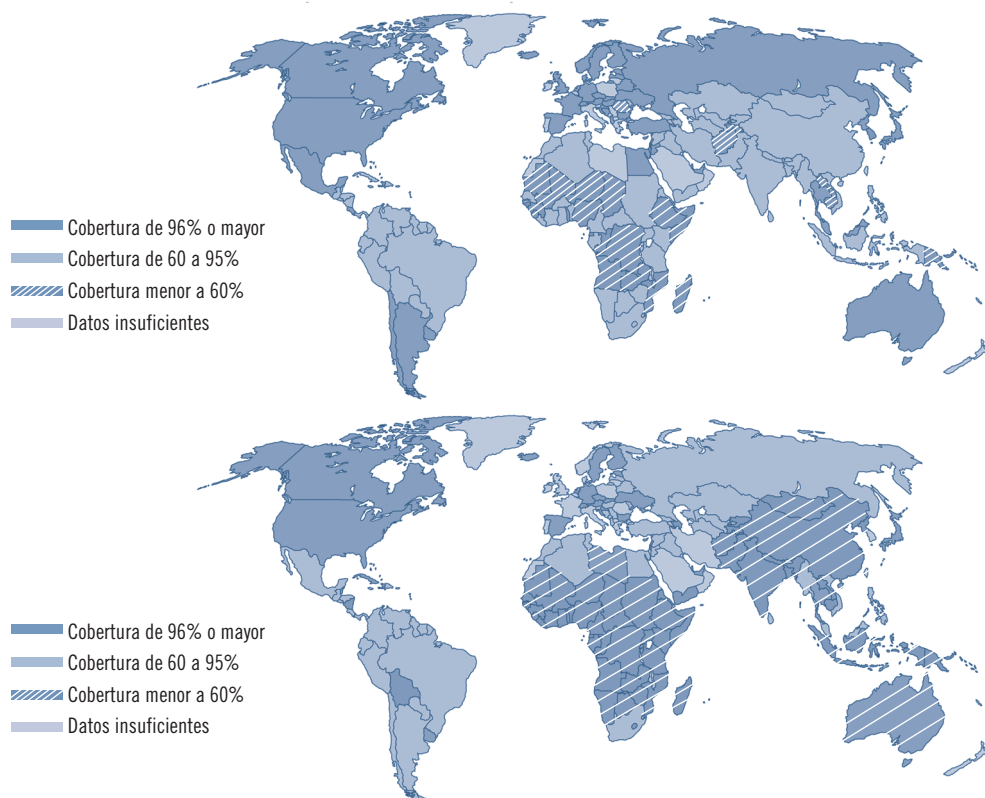 Cobertura de 96% o mayor
Cobertura de 60 a 95%
Cobertura menor a 60%
Datos insuficientes
Cobertura de 96% o mayor
Cobertura de 60 a 95%
Cobertura menor a 60%
Datos insuficientes